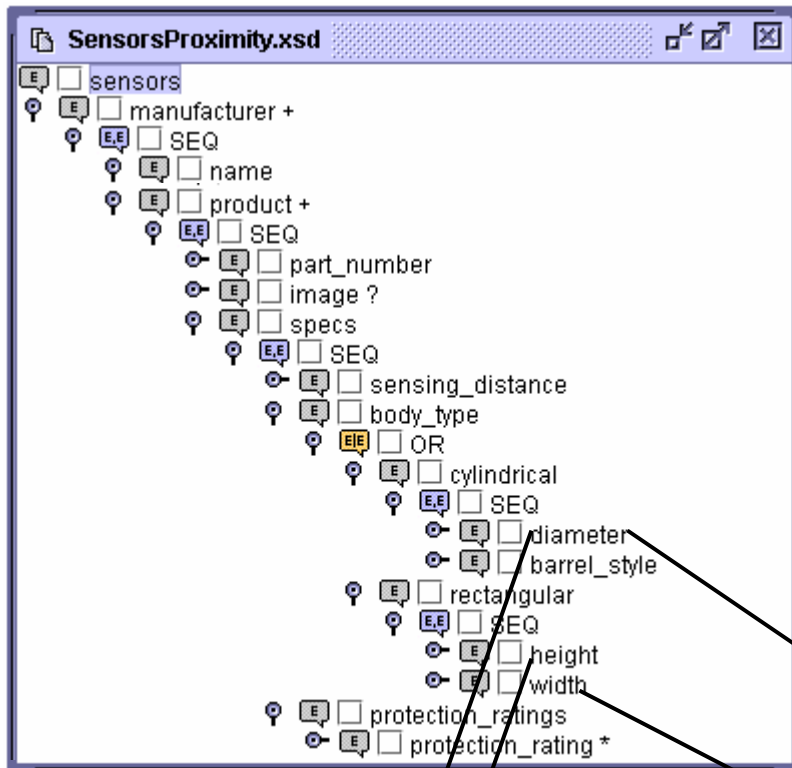 SensorsProximity.xsd
E sensors
E manufacturer +
E,E SEQ
E name
E product +
E,E SEQ
E part_number
E image ?
E specs
E,E SEQ
E sensing_distance
E body_type
E|E OR
E cylindrical
E,E SEQ
E diameter
E barrel_style
E rectangular
E,E SEQ
E height
E width
E protection_ratings
E protection_rating *